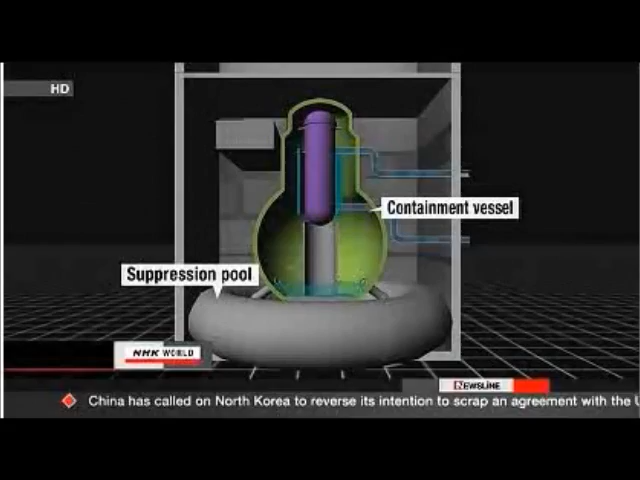 HD
Containment vessel
Suppression pool
NHK WORLD
NEWSLINE
China has called on North Korea to reverse its intention to scrap an agreement with the U